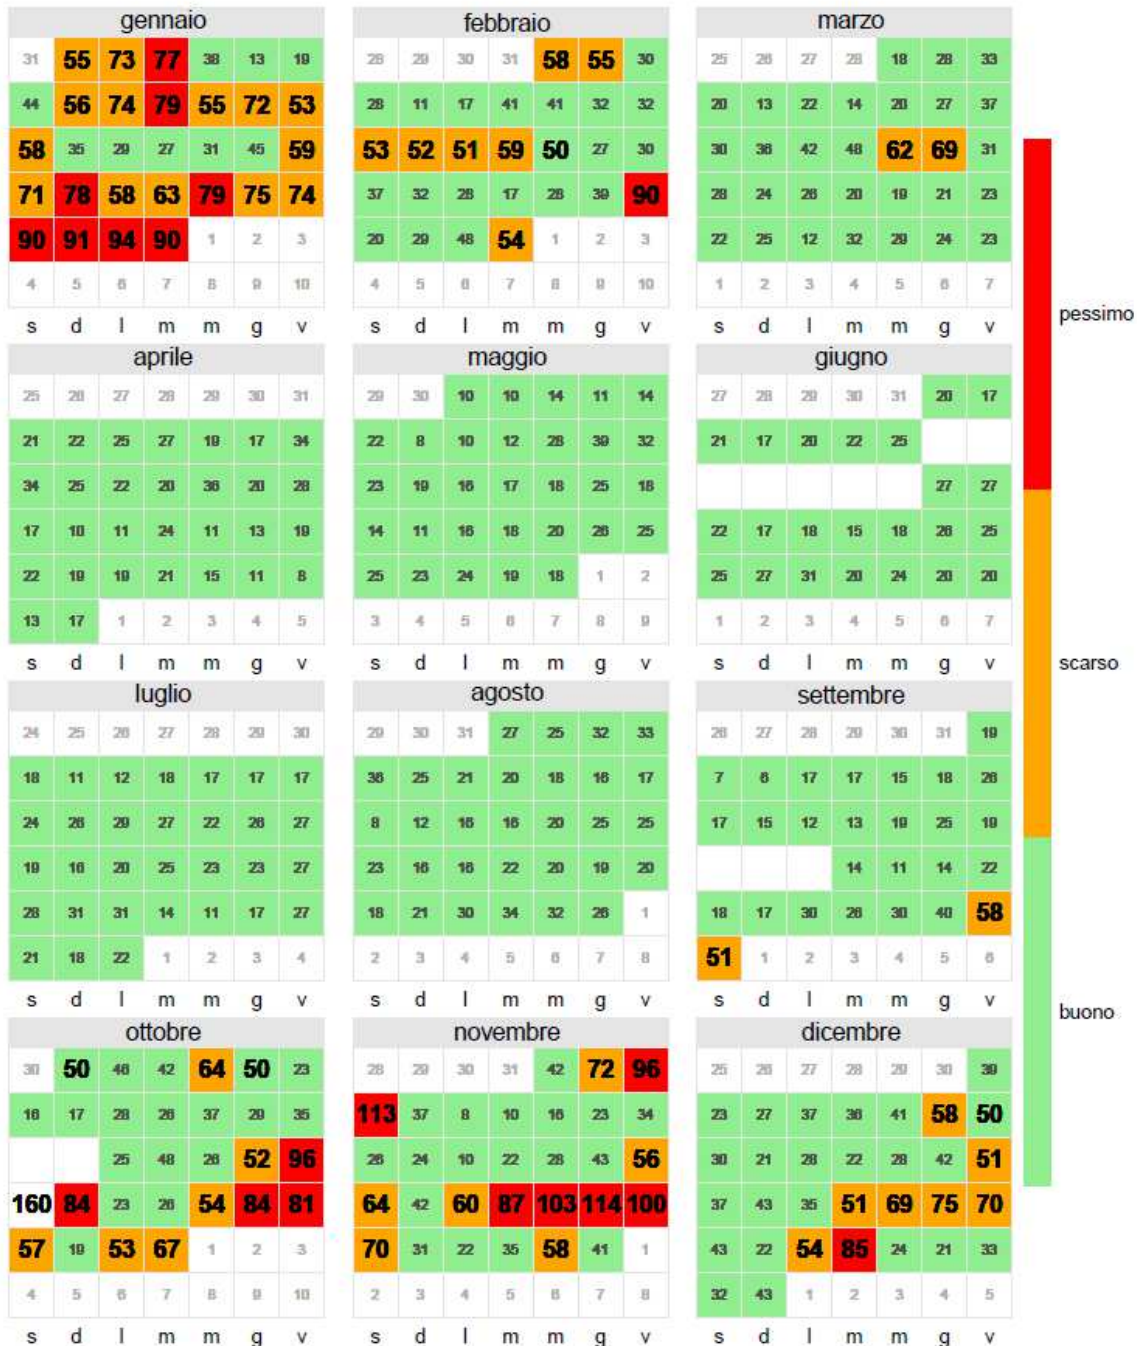 gennaio febbraio marzo
31 55 73 77 38 13 19 28 29 30 31 58 55 30 25 26 27 28 18 28 33
44 56 74 79 55 72 53 28 11 17 41 41 32 32 20 13 22 14 20 27 37
58 35 29 27 31 45 59 53 52 51 59 50 27 30 30 36 42 48 62 69 31
71 78 58 63 79 75 74 37 32 28 17 28 39 90 28 24 26 20 19 21 23
90 91 94 90 1 2 3 20 29 48 54 1 2 3 22 25 12 32 29 24 23
4 5 6 7 8 9 10 4 5 6 7 8 9 10 1 2 3 4 5 6 7
pessimo
s d l m m g v s d l m m g v s d l m m g v
aprile maggio giugno
25 26 27 28 29 30 31 29 30 10 10 14 11 14 27 28 29 30 31 20 17
21 22 25 27 19 17 34 22 8 10 12 28 39 32 21 17 20 22 25
34 25 22 20 36 20 28 23 19 16 17 18 25 18 27 27
17 10 11 24 11 13 19 14 11 16 18 20 26 25 22 17 18 15 18 26 25
22 19 19 21 15 11 8 25 23 24 19 18 1 2 25 27 31 20 24 20 20
13 17 1 2 3 4 5 3 4 5 6 7 8 9 1 2 3 4 5 6 7
s d l m m g v s d l m m g v s d l m m g v
scarso
luglio agosto settembre
24 25 26 27 28 29 30 29 30 31 27 25 32 33 26 27 28 29 30 31 19
18 11 12 18 17 17 17 36 25 21 20 18 16 17 7 6 17 17 15 18 26
24 26 29 27 22 26 27 8 12 16 16 20 25 25 17 15 12 13 19 25 19
19 16 20 25 23 23 27 23 16 16 22 20 19 20 14 11 14 22
28 31 31 14 11 17 27 18 21 30 34 32 26 1 18 17 30 26 30 40 58
21 18 22 1 2 3 4 2 3 4 5 6 7 8 51 1 2 3 4 5 6
s d l m m g v s d l m m g v s d l m m g v
buono
ottobre novembre dicembre
30 50 46 42 64 50 23 28 29 30 31 42 72 96 25 26 27 28 29 30 39
16 17 28 26 37 29 35 113 37 8 10 16 23 34 23 27 37 36 41 58 50
25 48 26 52 96 26 24 10 22 28 43 56 30 21 28 22 28 42 51
160 84 23 26 54 84 81 64 42 60 87 103 114 100 37 43 35 51 69 75 70
57 19 53 67 1 2 3 70 31 22 35 58 41 1 43 22 54 85 24 21 33
4 5 6 7 8 9 10 2 3 4 5 6 7 8 32 43 1 2 3 4 5
s d l m m g v s d l m m g v s d l m m g v